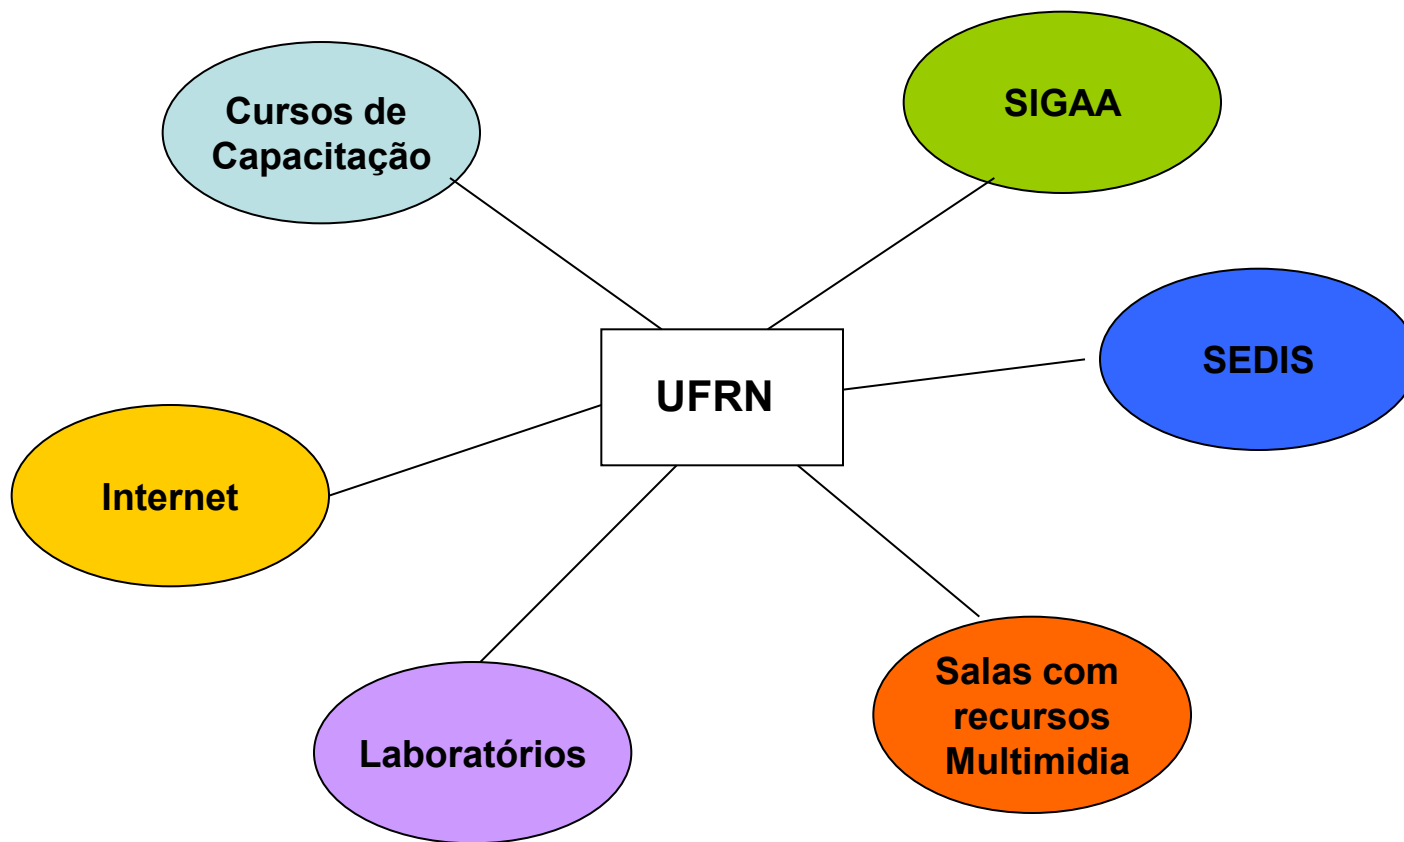 Cursos de
Capacitação
SIGAA
SEDIS
UFRN
Internet
Laboratórios
Salas com
recursos
Multimidia